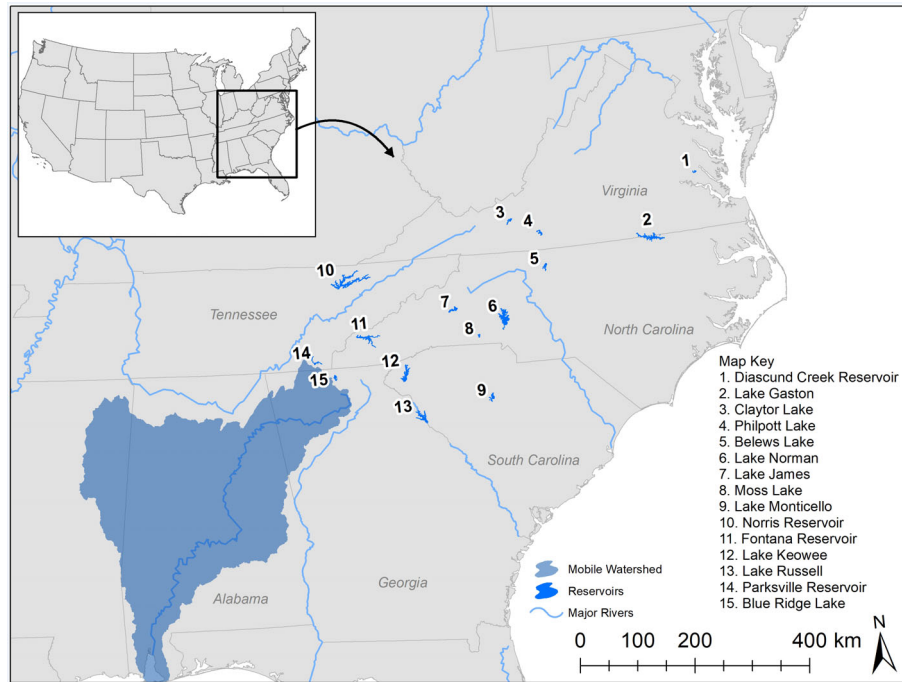 1
Virginia
3
4
2
5
10
Tennessee
7
6
11
8
North Carolina
14
12
15
9
13
South Carolina
Map Key
1. Diascund Creek Reservoir
2. Lake Gaston
3. Claytor Lake
4. Philpott Lake
5. Belews Lake
6. Lake Norman
7. Lake James
8. Moss Lake
9. Lake Monticello
10. Norris Reservoir
11. Fontana Reservoir
12. Lake Keowee
13. Lake Russell
14. Parksville Reservoir
15. Blue Ridge Lake
Mobile Watershed
Reservoirs
Major Rivers
Alabama
Georgia
N
0 100 200 400 km